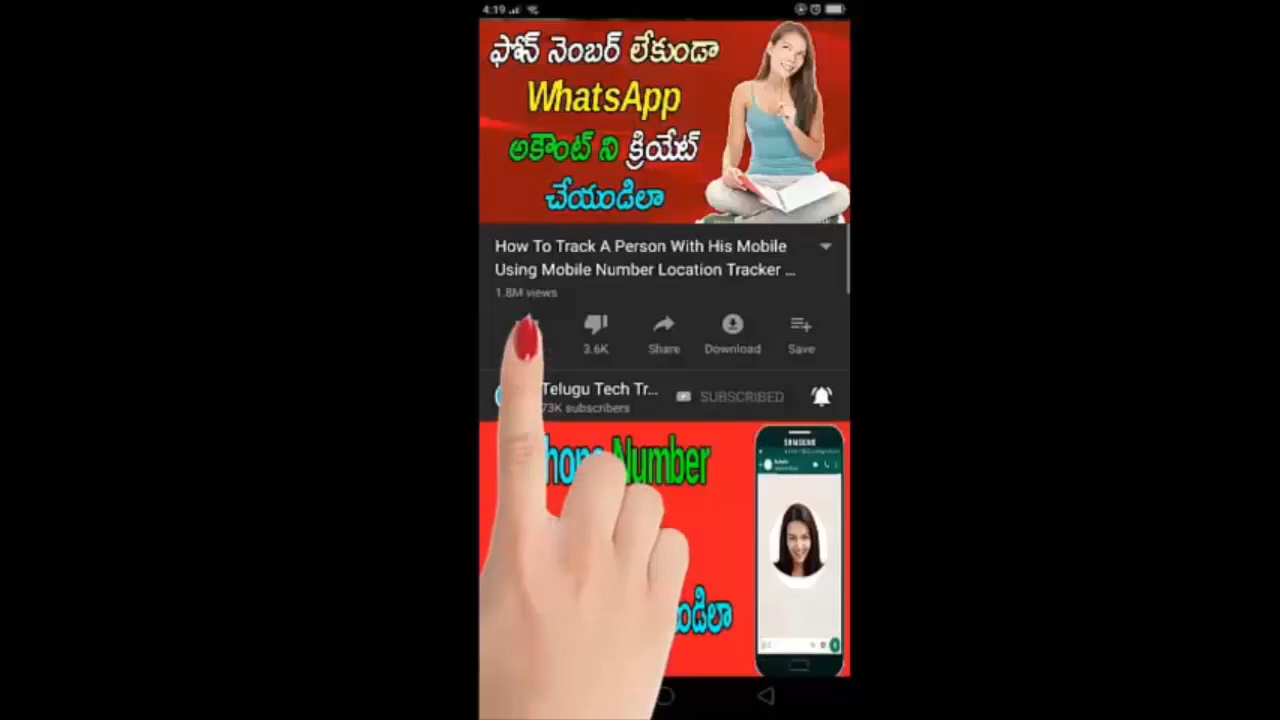 4:19
ఫోన్ నెంబర్ లేకుండా
WhatsApp
అకౌంట్ ని క్రియేట్
చేయండిలా
How To Track A Person With His Mobile
Using Mobile Number Location Tracker ...
1.8M views
3.6K Share Download Save
Telugu Tech Tr...
73K subscribers
SUBSCRIBED
Number
SAMSUNG